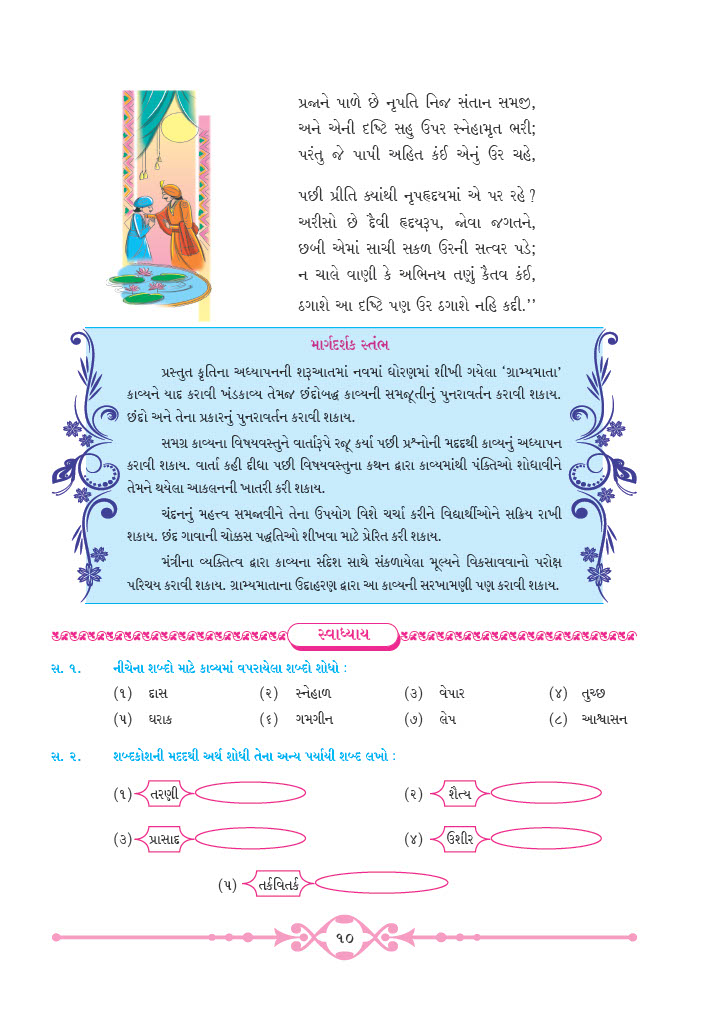 પ્રજાને પાળે છે નૃપતિ નિજ સંતાન સમજી,
અને એની દષ્ટિ સહુ ઉપર સ્નેહામૃત ભરી;
પરંતુ જે પાપી અહિત કંઈ એનું ઉર ચહે,
પછી પ્રીતિ ક્યાંથી નૃપહૃદયમાં એ પર રહે ?
અરીસો છે દૈવી હૃદયરૂપ, જોવા જગતને,
છબી એમાં સાચી સકળ ઉરની સત્વર પડે;
ન ચાલે વાણી કે અભિનય તણું કૈતવ કંઈ,
ઠગાશે આ દષ્ટિ પણ ઉર ઠગાશે નહિ કદી.''
માર્ગદર્શક સ્તંભ
પ્રસ્તુત કૃતિના અધ્યાપનની શરૂઆતમાં નવમાં ધોરણમાં શીખી ગયેલા ‘ગ્રામ્યમાતા’
કાવ્યને યાદ કરાવી ખંડકાવ્ય તેમજ છંદોબદ્ધ કાવ્યની સમજૂતીનું પુનરાવર્તન કરાવી શકાય.
છંદો અને તેના પ્રકારનું પુનરાવર્તન કરાવી શકાય.
સમગ્ર કાવ્યના વિષયવસ્તુને વાર્તારૂપે રજૂ કર્યા પછી પ્રશ્નોની મદદથી કાવ્યનું અધ્યાપન
કરાવી શકાય. વાર્તા કહી દીધા પછી વિષયવસ્તુના કથન દ્વારા કાવ્યમાંથી પંક્તિઓ શોધાવીને
તેમને થયેલા આકલનની ખાતરી કરી શકાય.
ચંદનનું મહત્ત્વ સમજાવીને તેના ઉપયોગ વિશે ચર્ચા કરીને વિદ્યાર્થીઓને સક્રિય રાખી
શકાય. છંદ ગાવાની ચોક્કસ પદ્ધતિઓ શીખવા માટે પ્રેરિત કરી શકાય.
મંત્રીના વ્યક્તિત્વ દ્વારા કાવ્યના સંદેશ સાથે સંકળાયેલા મૂલ્યને વિકસાવવાનો પરોક્ષ
પરિચય કરાવી શકાય. ગ્રામ્યમાતાના ઉદાહરણ દ્વારા આ કાવ્યની સરખામણી પણ કરાવી શકાય.
સ્વાધ્યાય
સ. ૧. નીચેના શબ્દો માટે કાવ્યમાં વપરાયેલા શબ્દો શોધો :
(૧) દાસ (૨) સ્નેહાળ (૩) વેપાર (૪) તુચ્છ
(૫) ઘરાક (૬) ગમગીન (૭) લેપ (૮) આશ્વાસન
સ. ૨. શબ્દકોશની મદદથી અર્થ શોધી તેના અન્ય પર્યાયી શબ્દ લખો :
(૧) તરણી (૨) શૈત્ય
(૩) પ્રાસાદ (૪) ઉશીર
(૫) તર્કવિતર્ક
૧૦